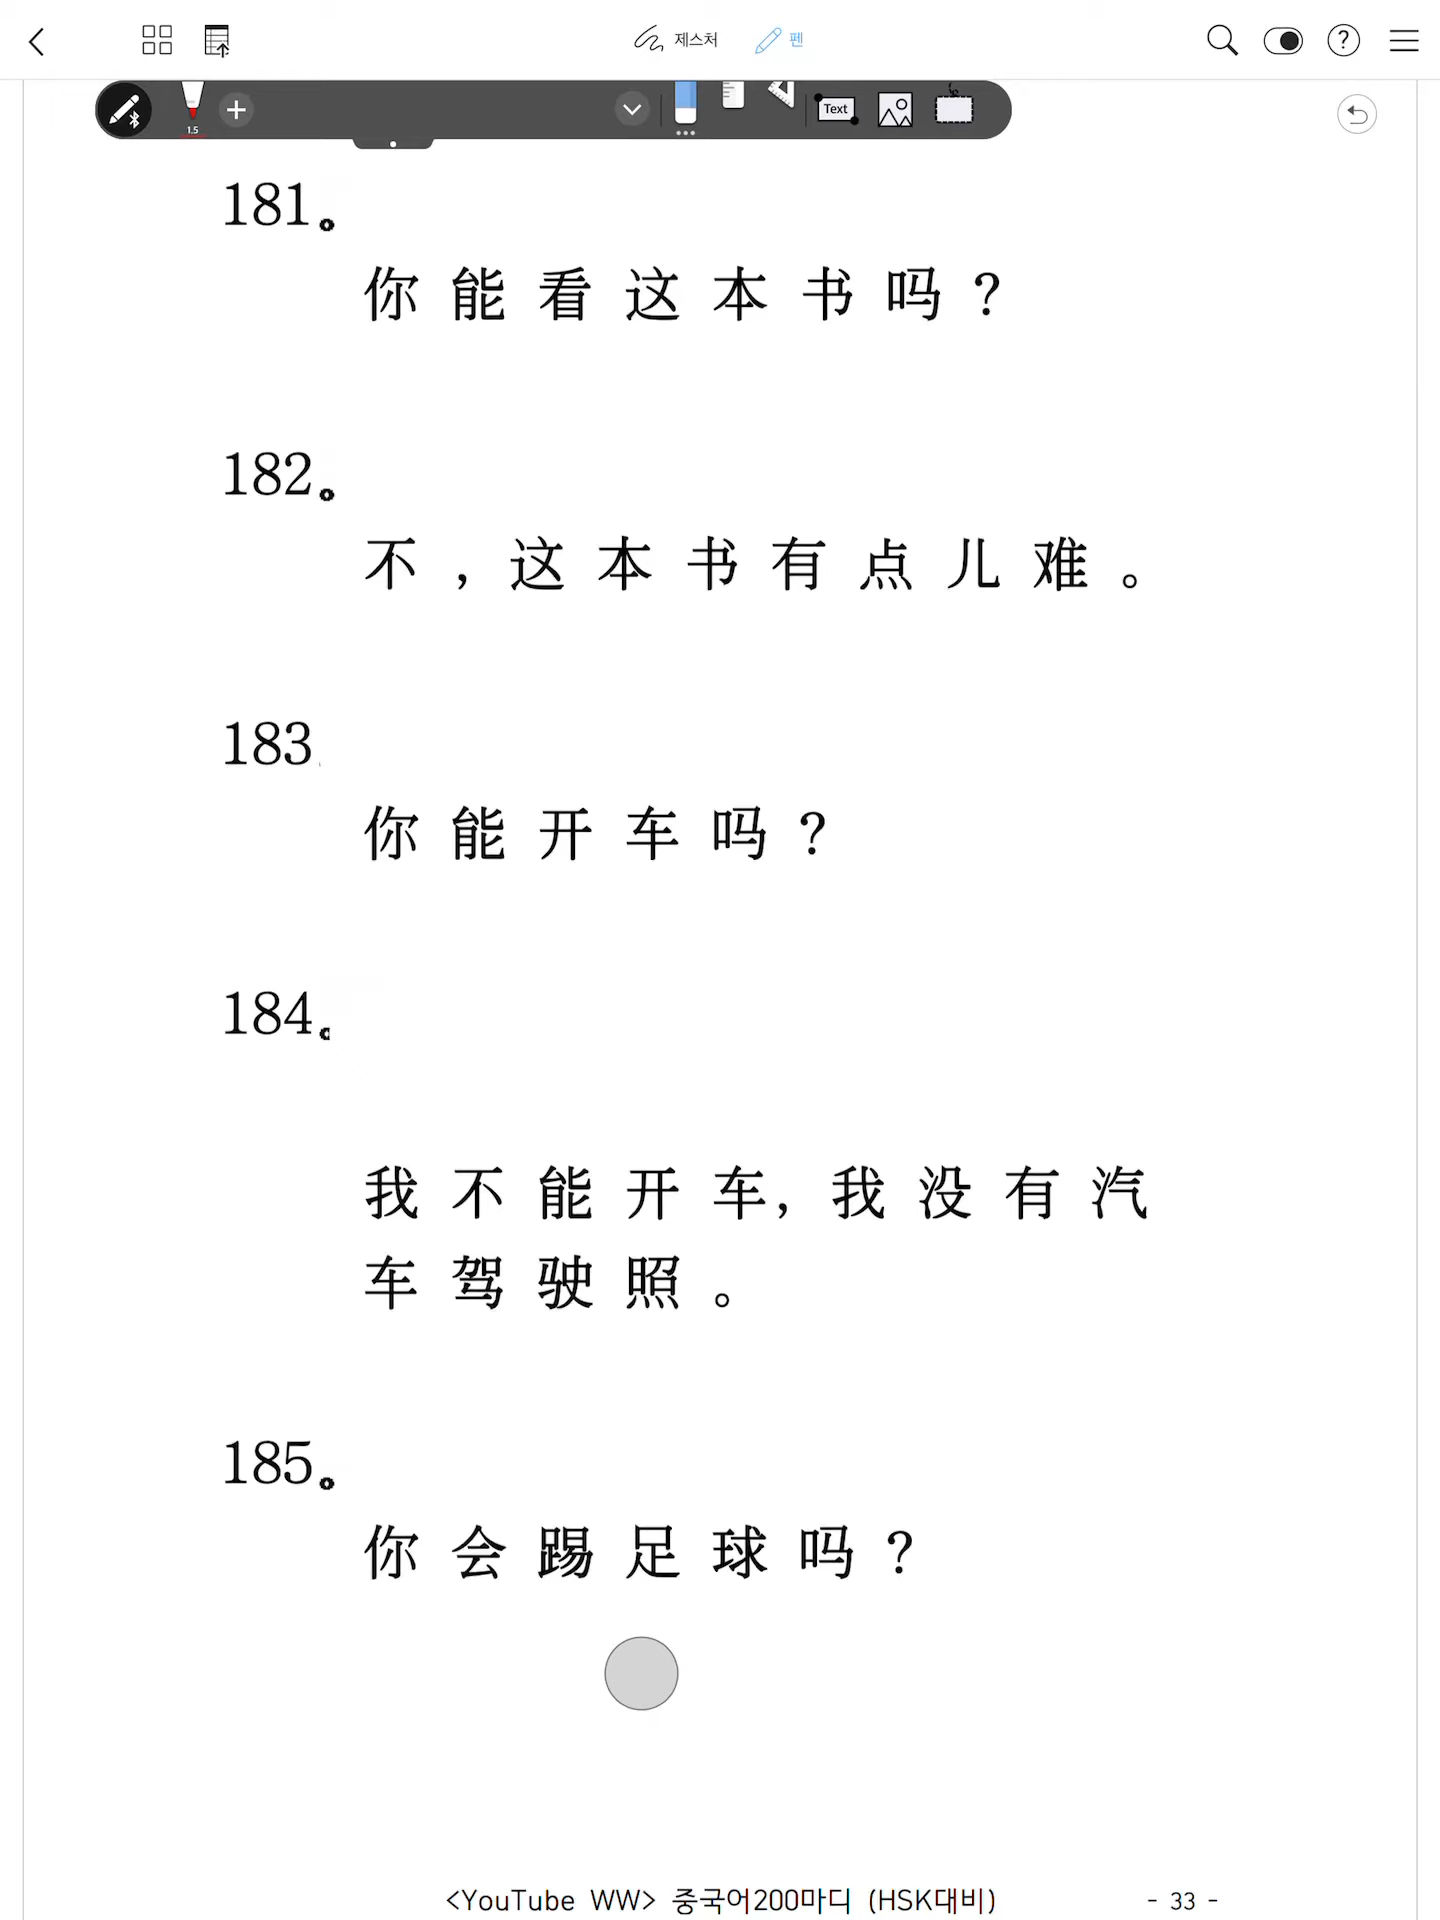 제스처 펜
1.5 Text
181。
你 能 看 这 本 书 吗 ?
182。
不 , 这 本 书 有 点 儿 难 。
183
你 能 开 车 吗 ?
184。
我 不 能 开 车, 我 没 有 汽
车 驾 驶 照 。
185。
你 会 踢 足 球 吗 ?
<YouTube WW> 중국어200마디 (HSK대비) - 33 -